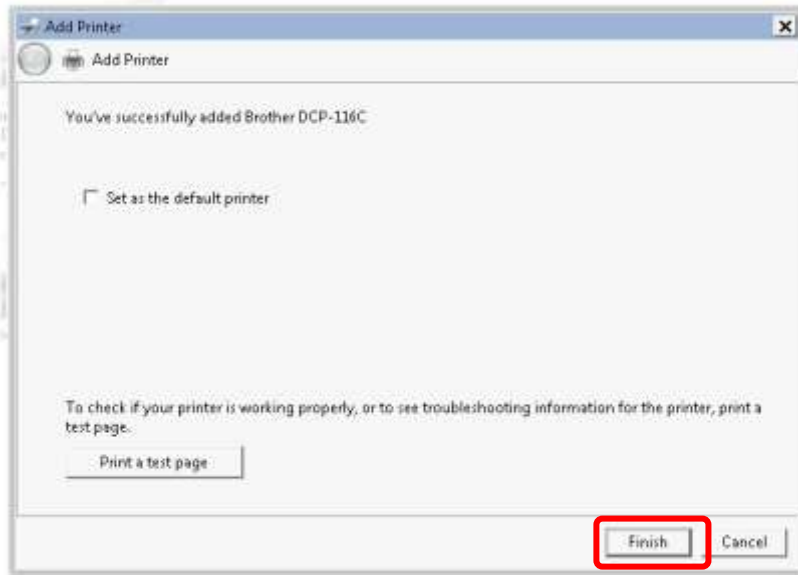 Add Printer
Add Printer
You've successfully added Brother DCP-116C
Set as the default printer
To check if your printer is working properly, or to see troubleshooting information for the printer, print a
test page.
Print a test page
Finish Cancel